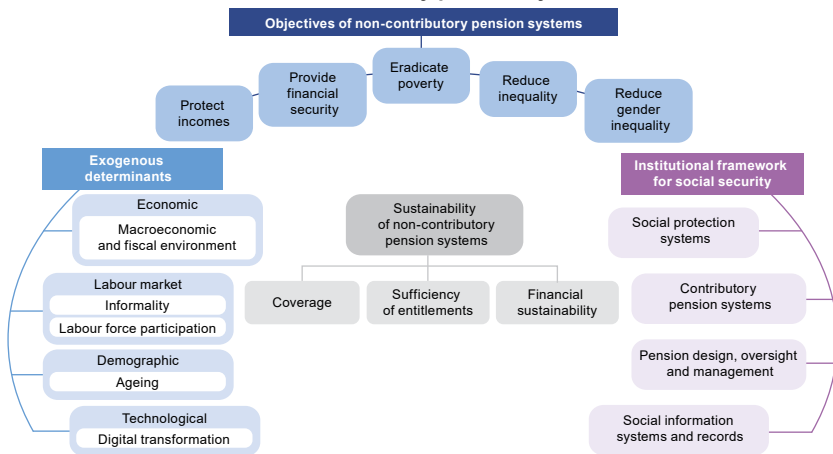 Objectives of non-contributory pension systems
Protect
incomes
Provide
financial
security
Eradicate
poverty
Reduce
inequality
Reduce
gender
inequality
Exogenous
determinants
Economic
Macroeconomic
and fiscal environment
Labour market
Informality
Labour force participation
Demographic
Ageing
Technological
Digital transformation
Sustainability
of non-contributory
pension systems
Coverage
Sufficiency
of entitlements
Financial
sustainability
Institutional framework
for social security
Social protection
systems
Contributory
pension systems
Pension design, oversight
and management
Social information
systems and records